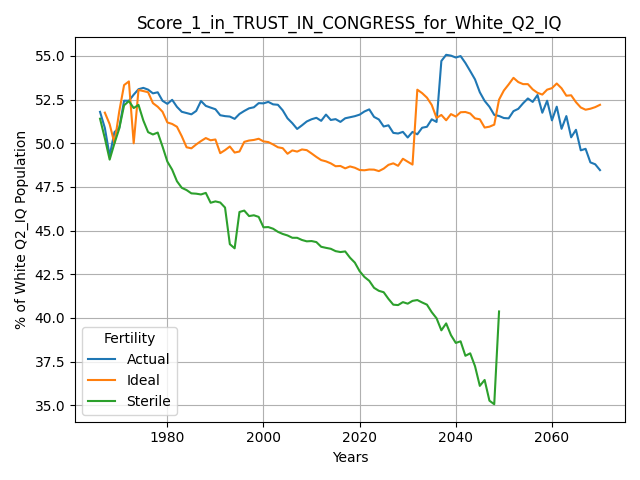 Score_1_in_TRUST_IN_CONGRESS_for_White_Q2_IQ
% of White Q2_IQ Population
55.0
52.5
50.0
47.5
45.0
42.5
40.0
37.5
35.0
Fertility
Actual
Ideal
Sterile
1980 2000 2020 2040 2060
Years